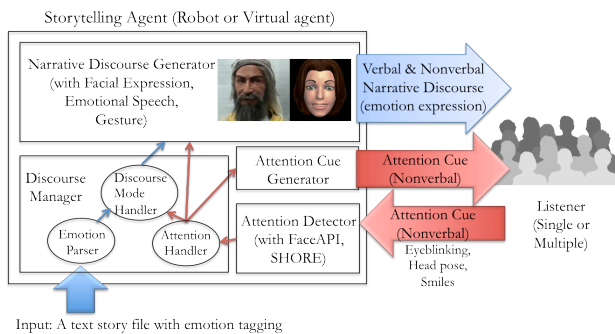 Storytelling Agent (Robot or Virtual agent)
Narrative Discourse Generator
(with Facial Expression,
Emotional Speech,
Gesture)
Verbal & Nonverbal
Narrative Discourse
(emotion expression)
Discourse
Manager
Discourse
Mode
Handler
Emotion
Parser
Attention
Handler
Attention Cue
Generator
Attention Cue
(Nonverbal)
Attention Detector
(with FaceAPI,
SHORE)
Attention Cue
(Nonverbal)
Eyeblinking,
Head pose,
Smiles
Listener
(Single or
Multiple)
Input: A text story file with emotion tagging